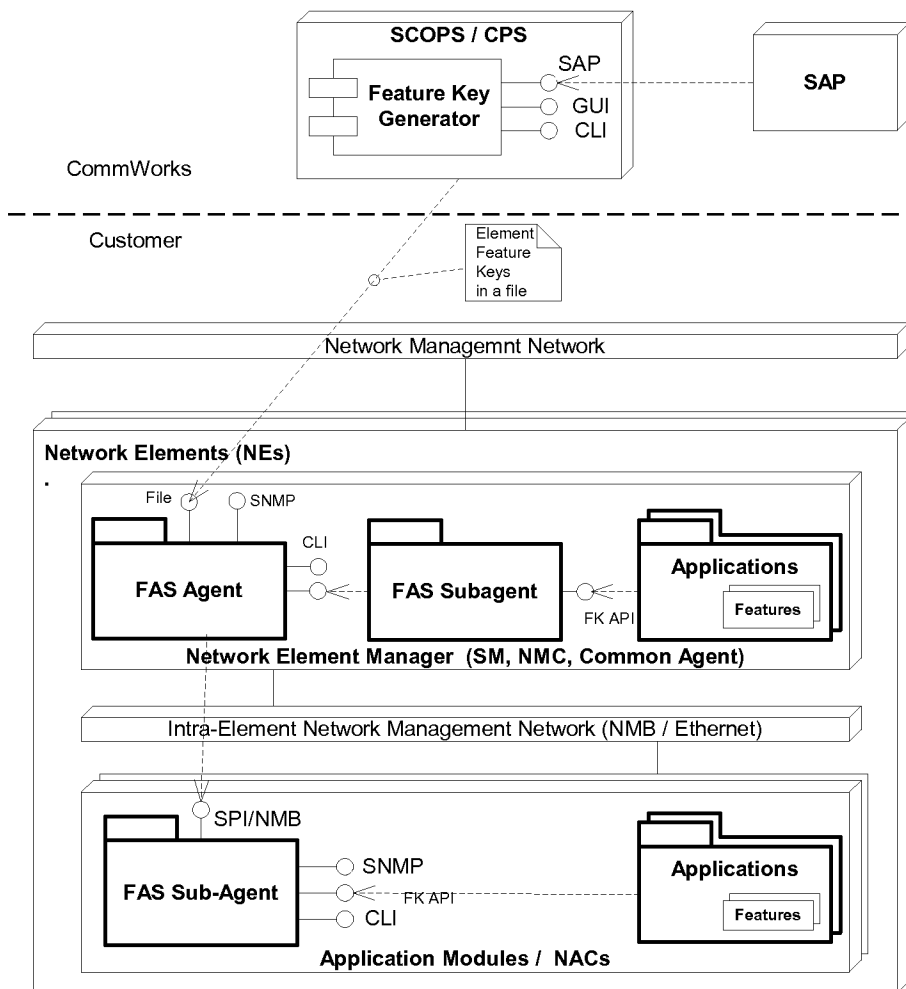 SCOPS / CPS
SAP
Feature Key
Generator
GUI
CLI
SAP
CommWorks
Customer
Element
Feature
Keys
in a file
Network Managemnt Network
Network Elements (NEs)
.
File
SNMP
CLI
FAS Agent
FAS Subagent
FK API
Applications
Features
Network Element Manager (SM, NMC, Common Agent)
Intra-Element Network Management Network (NMB / Ethernet)
SPI/NMB
FAS Sub-Agent
SNMP
FK API
CLI
Applications
Features
Application Modules / NACs